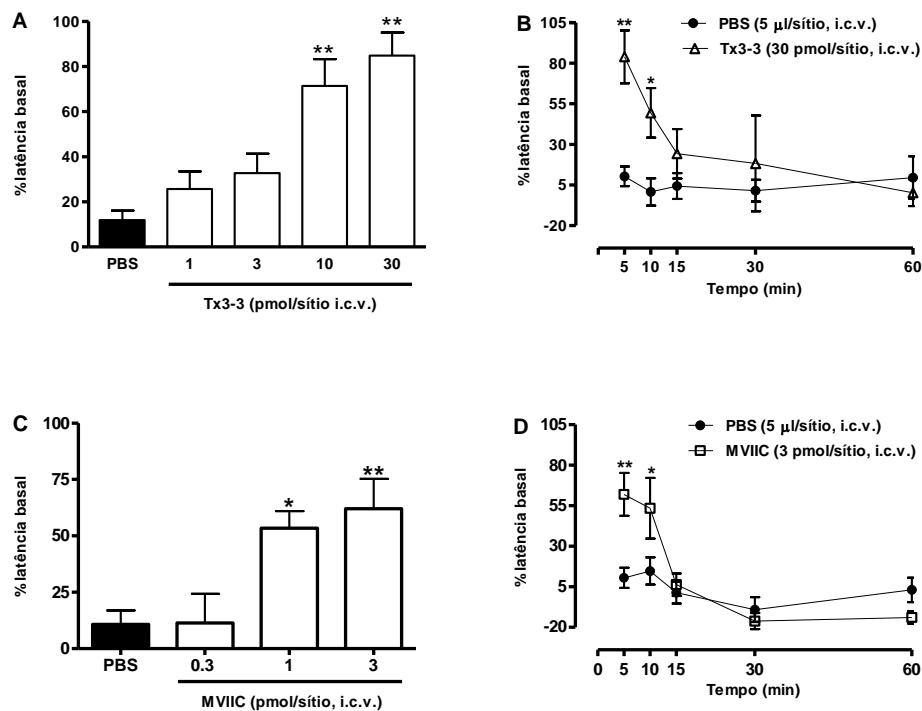 A
% latência basal
100
80
60
40
20
0
** **
PBS 1 3 10 30
Tx3-3 (pmol/sítio i.c.v.)
B
PBS (5 µl/sítio, i.c.v.)
Tx3-3 (30 pmol/sítio, i.c.v.)
% latência basal
105
80
55
30
5
-20
**
*
5 10 15 30 60
Tempo (min)
C
% latência basal
100
75
50
25
0
* **
PBS 0.3 1 3
MVIIC (pmol/sítio, i.c.v.)
D
PBS (5 µl/sítio, i.c.v.)
MVIIC (3 pmol/sítio, i.c.v.)
% latência basal
105
80
55
30
5
-20
** *
0 5 10 15 30 60
Tempo (min)